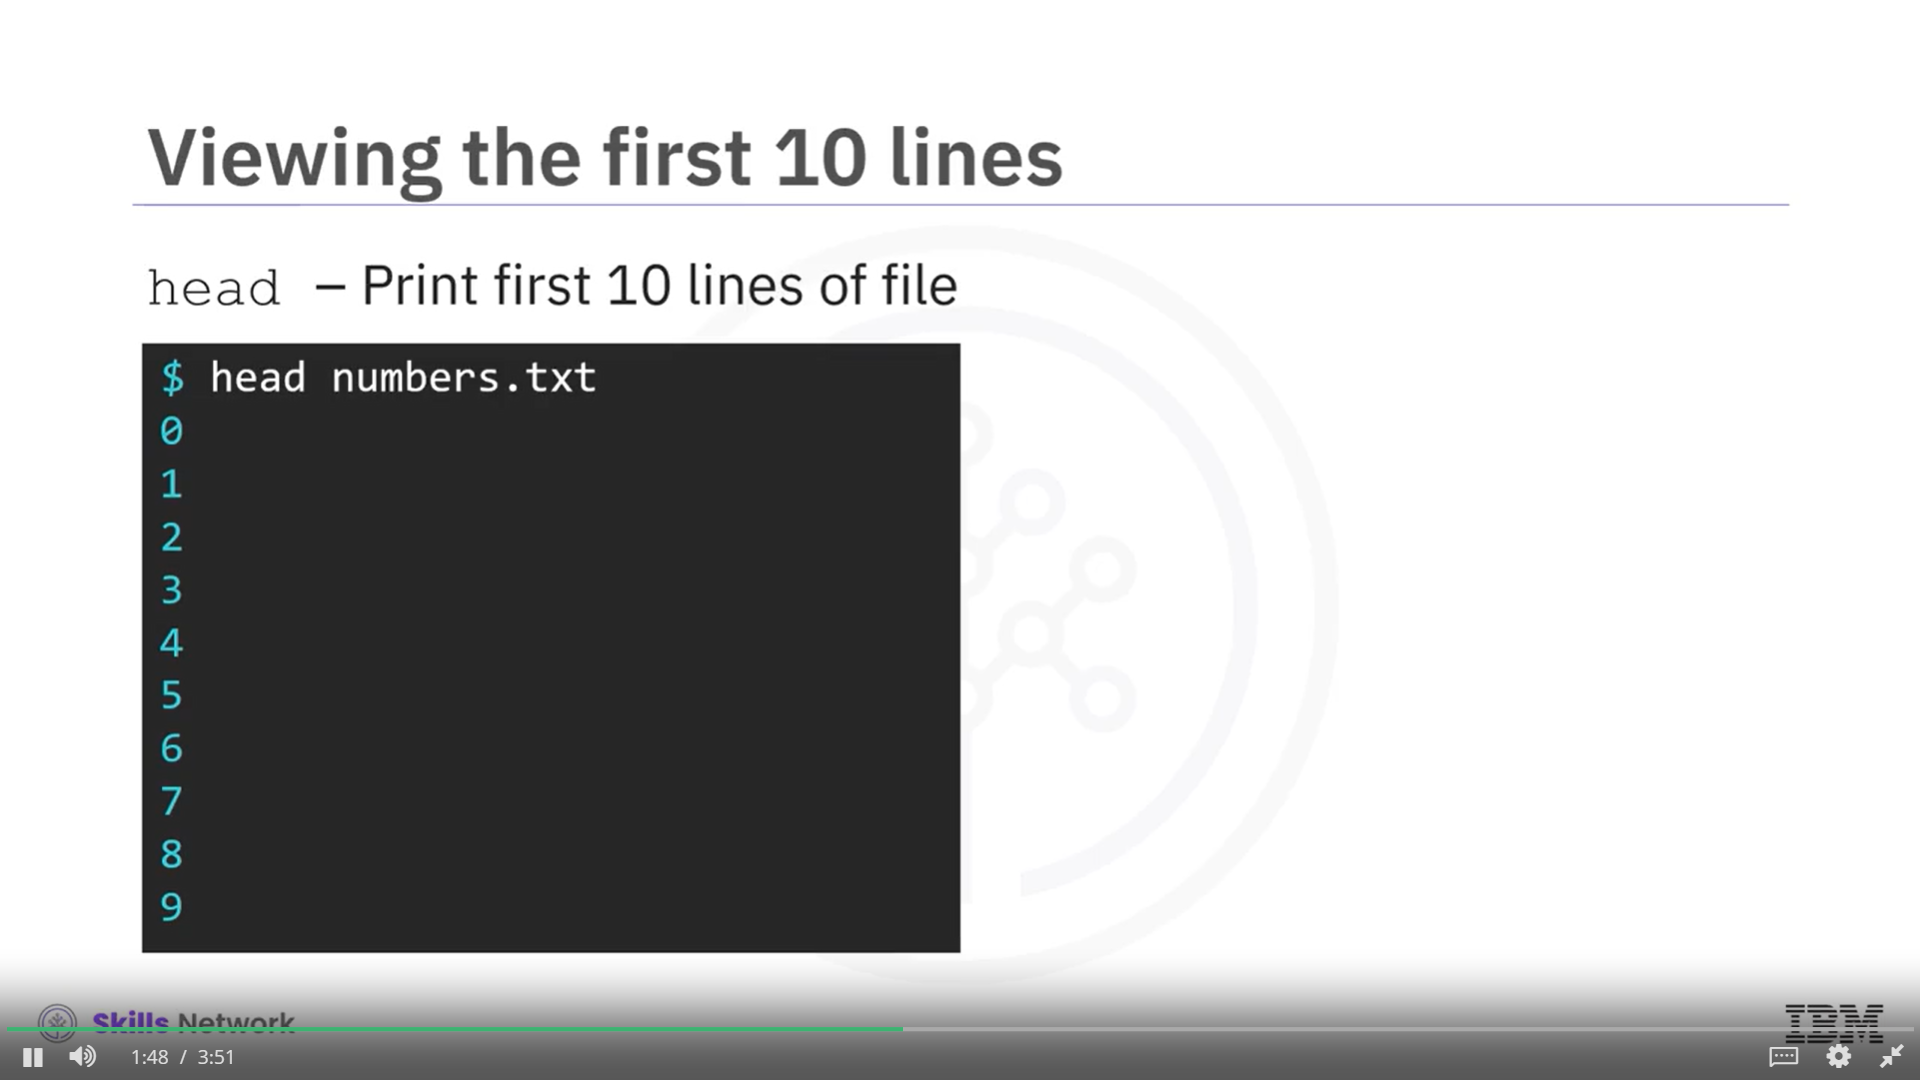 Viewing the first 10 lines
head – Print first 10 lines of file
$ head numbers.txt
0
1
2
3
4
5
6
7
8
9
Skills Network
IBM
1:48 / 3:51